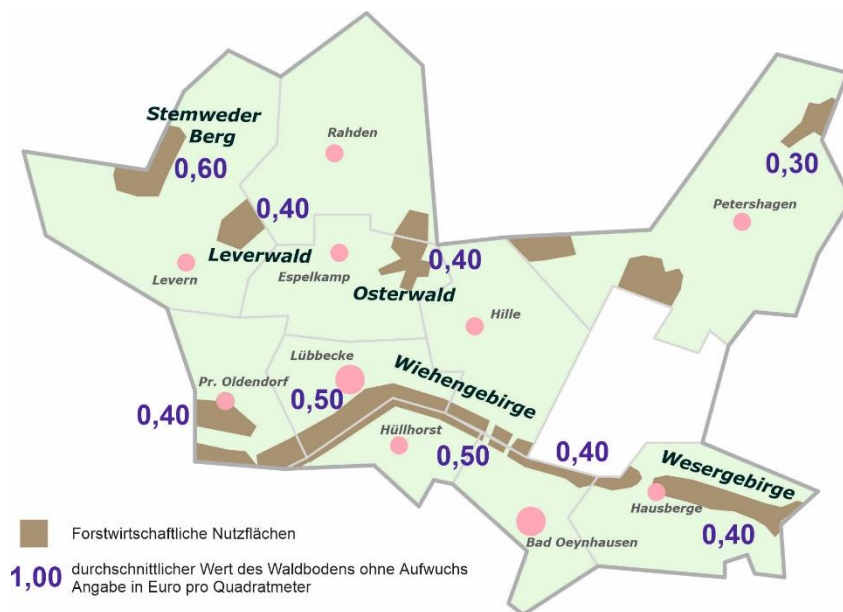 Stemweder
Berg
Rahden
0,60
0,30
0,40
Petershagen
Leverwald
Levern
Espelkamp
0,40
Osterwald
Hille
Lübbecke
Wiehengebirge
Pr. Oldendorf
0,50
0,40
Hüllhorst
0,50
0,40
Wesergebirge
Hausberge
0,40
Bad Oeynhausen
Forstwirtschaftliche Nutzflächen
1,00 durchschnittlicher Wert des Waldbodens ohne Aufwuchs
Angabe in Euro pro Quadratmeter